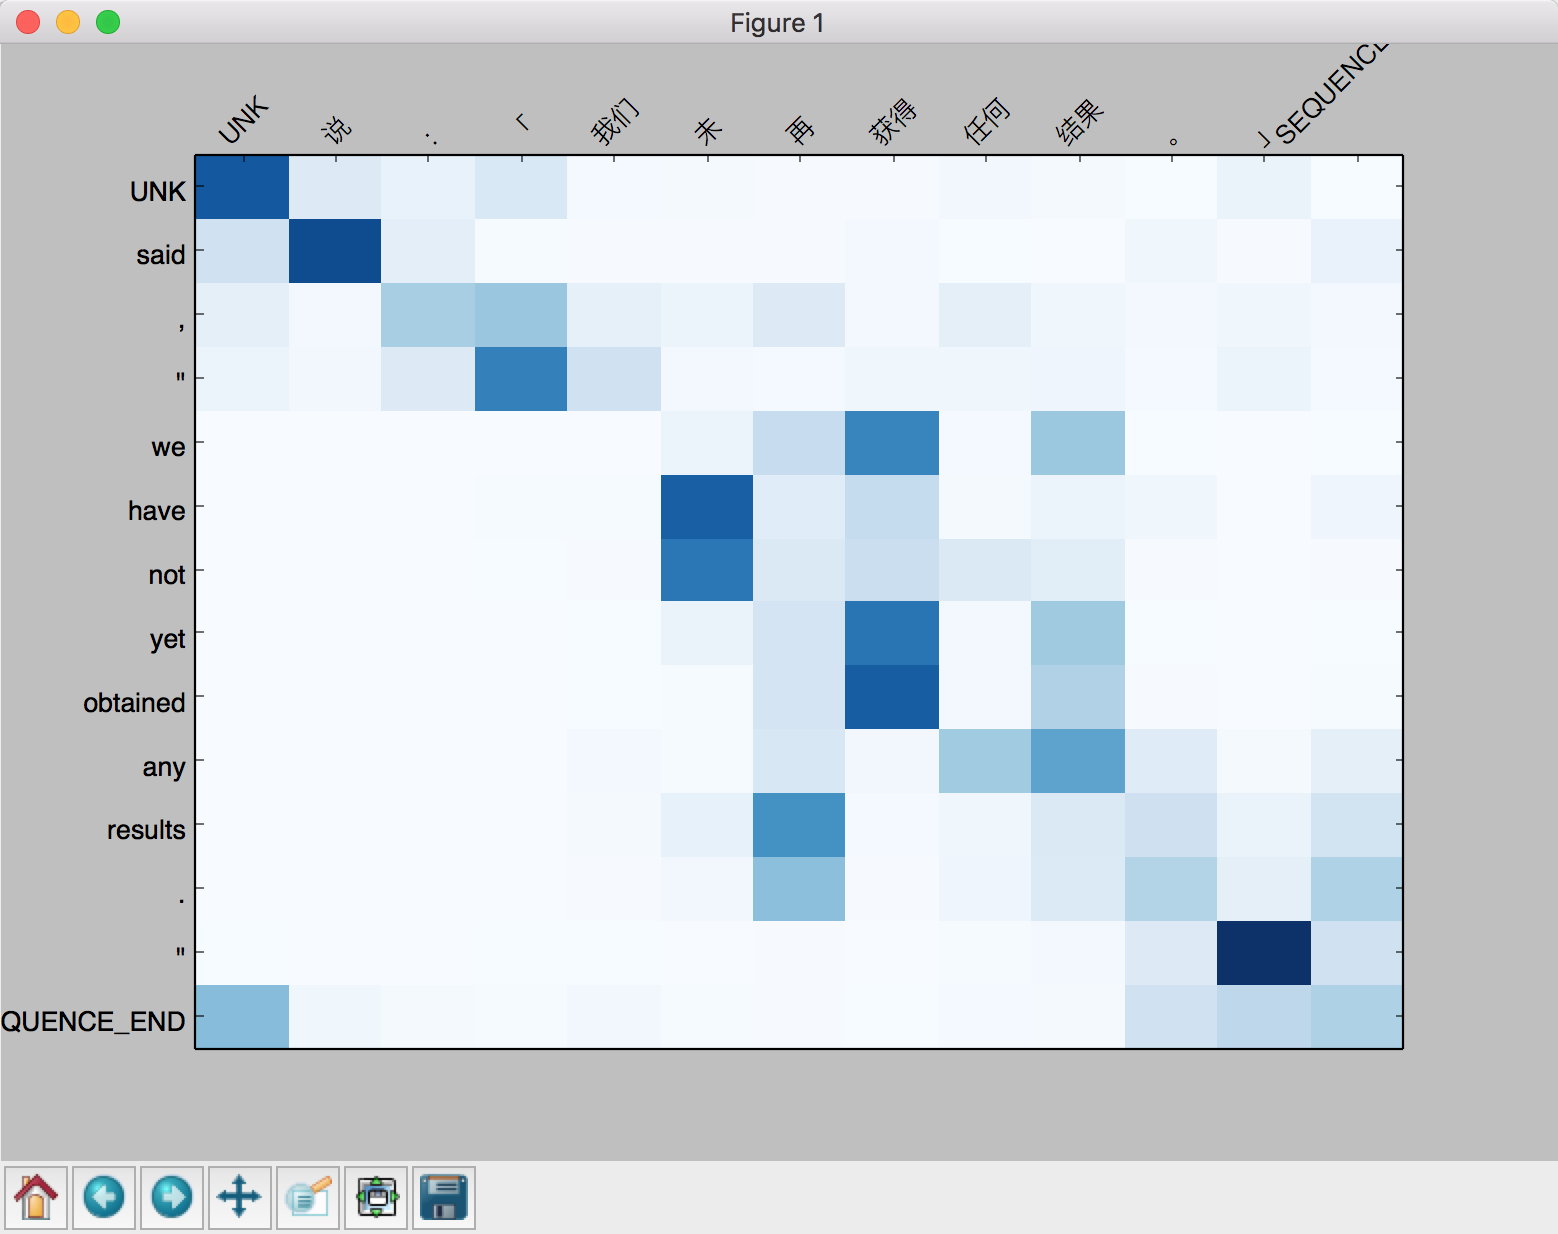 Figure 1
UNK 说 : 「 我们 未 再 获得 任何 结果 。 」 SEQUENCE
UNK
said
,
"
we
have
not
yet
obtained
any
results
.
"
QUENCE_END